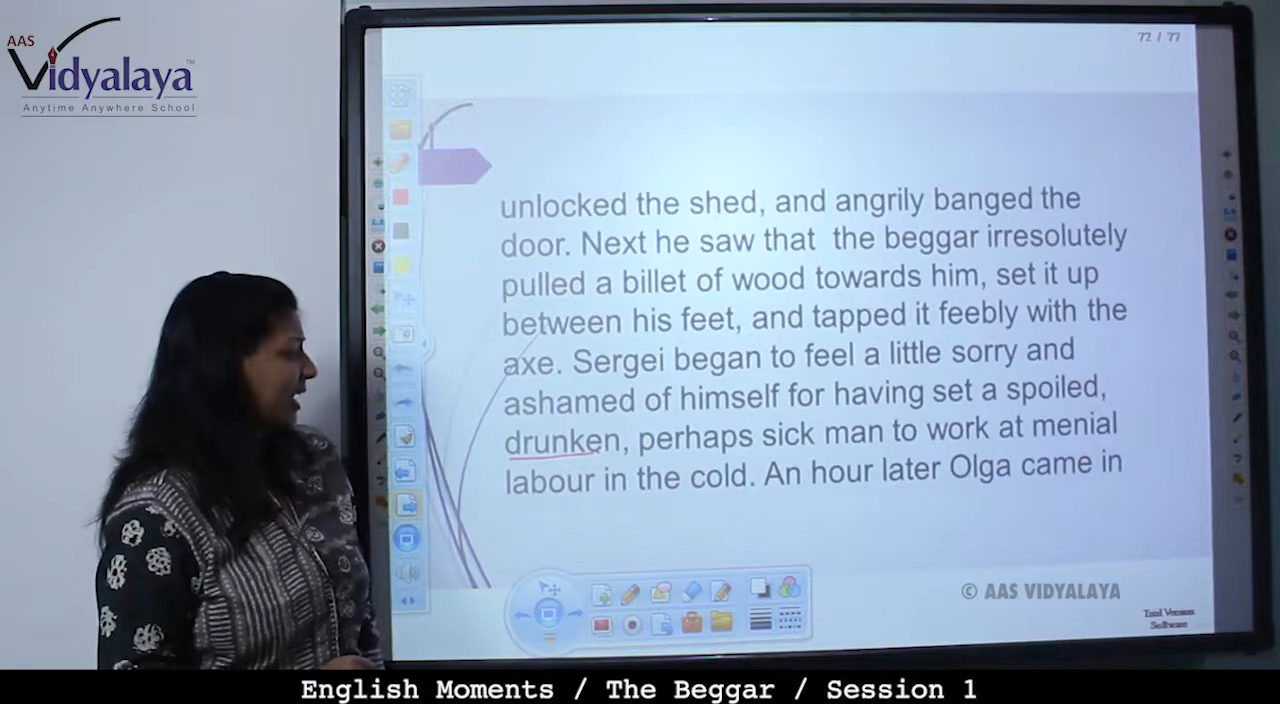 AAS
Vidyalaya
TM
Anytime Anywhere School
72 / 77
unlocked the shed, and angrily banged the
door. Next he saw that the beggar irresolutely
pulled a billet of wood towards him, set it up
between his feet, and tapped it feebly with the
axe. Sergei began to feel a little sorry and
ashamed of himself for having set a spoiled,
drunken, perhaps sick man to work at menial
labour in the cold. An hour later Olga came in
© AAS VIDYALAYA
Trial Version
Software
English Moments / The Beggar / Session 1